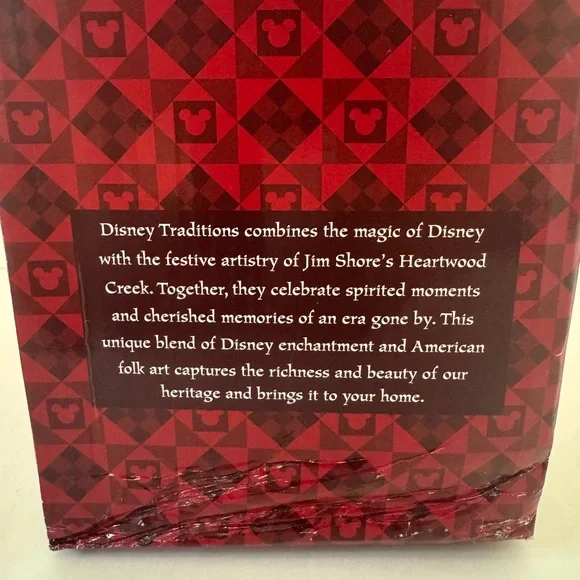 Disney Traditions combines the magic of Disney
with the festive artistry of Jim Shore's Heartwood
Creek. Together, they celebrate spirited moments
and cherished memories of an era gone by. This
unique blend of Disney enchantment and American
folk art captures the richness and beauty of our
heritage and brings it to your home.